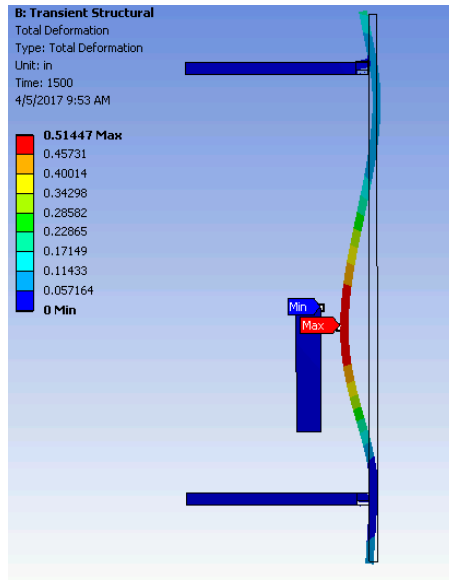 B: Transient Structural
Total Deformation
Type: Total Deformation
Unit: in
Time: 1500
4/5/2017 9:53 AM
0.51447 Max
0.45731
0.40014
0.34298
0.28582
0.22865
0.17149
0.11433
0.057164
0 Min
Min
Max